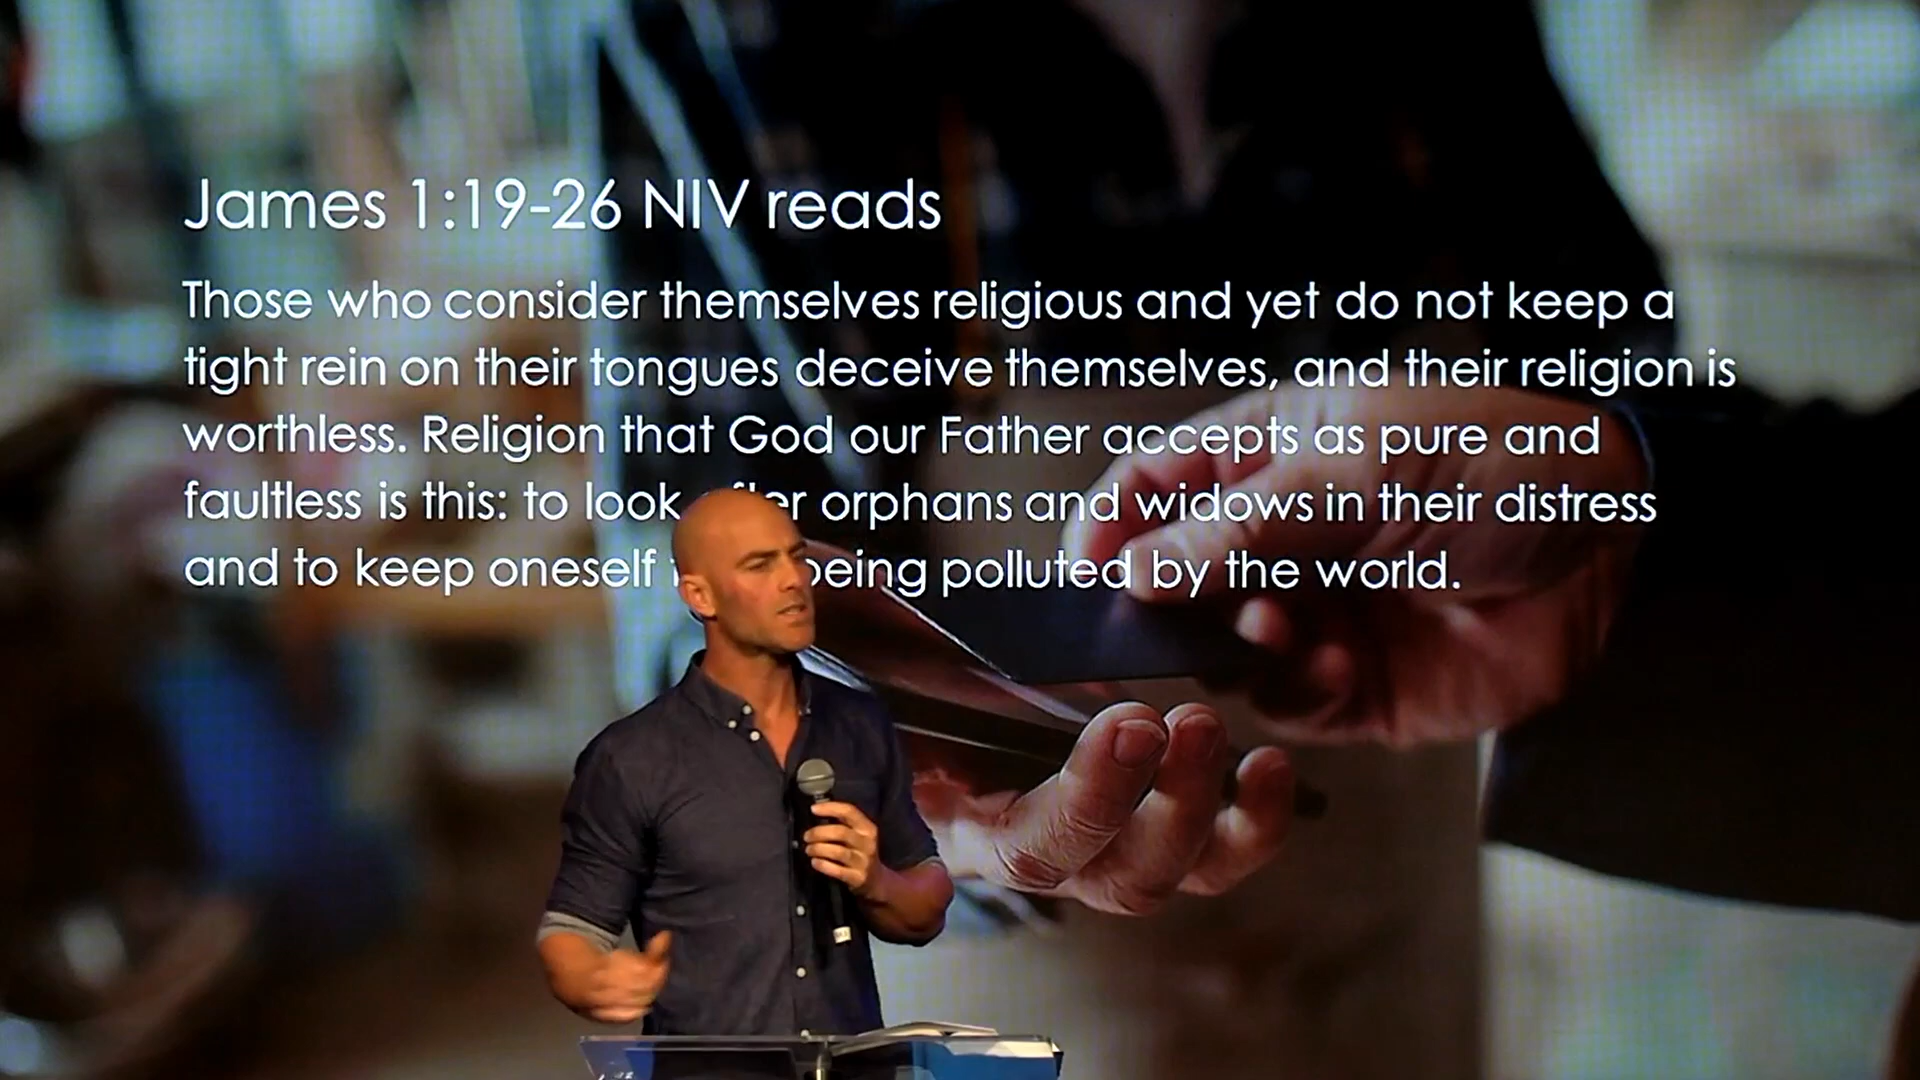 James 1:19-26 NIV reads
Those who consider themselves religious and yet do not keep a
tight rein on their tongues deceive themselves, and their religion is
worthless. Religion that God our Father accepts as pure and
faultless is this: to look orphans and widows in their distress
and to keep oneself being polluted by the world.